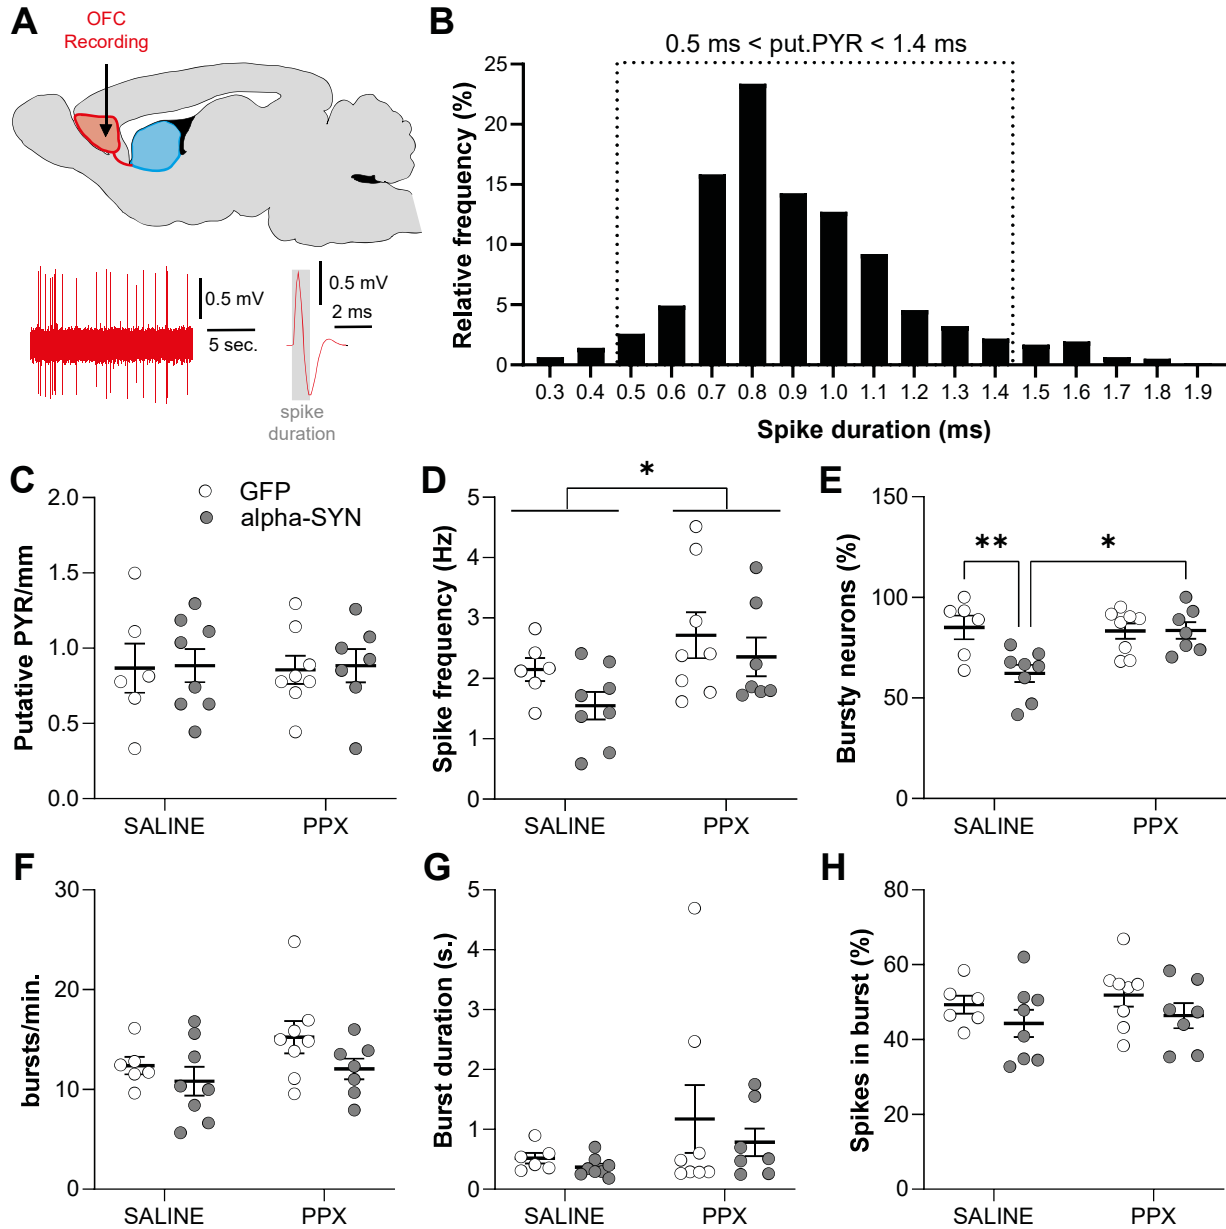 A
OFC
Recording
0.5 mV
5 sec.
0.5 mV
2 ms
spike
duration
B
0.5 ms < put.PYR < 1.4 ms
Relative frequency (%)
25
20
15
10
5
0
0.3 0.4 0.5 0.6 0.7 0.8 0.9 1.0 1.1 1.2 1.3 1.4 1.5 1.6 1.7 1.8 1.9
Spike duration (ms)
C
GFP
alpha-SYN
Putative PYR/mm
2.0
1.5
1.0
0.5
0.0
SALINE PPX
D
*
Spike frequency (Hz)
5
4
3
2
1
0
SALINE PPX
E
** *
Bursty neurons (%)
150
100
50
0
SALINE PPX
F
bursts/min.
30
20
10
0
SALINE PPX
G
Burst duration (s.)
5
4
3
2
1
0
SALINE PPX
H
Spikes in burst (%)
80
60
40
20
0
SALINE PPX